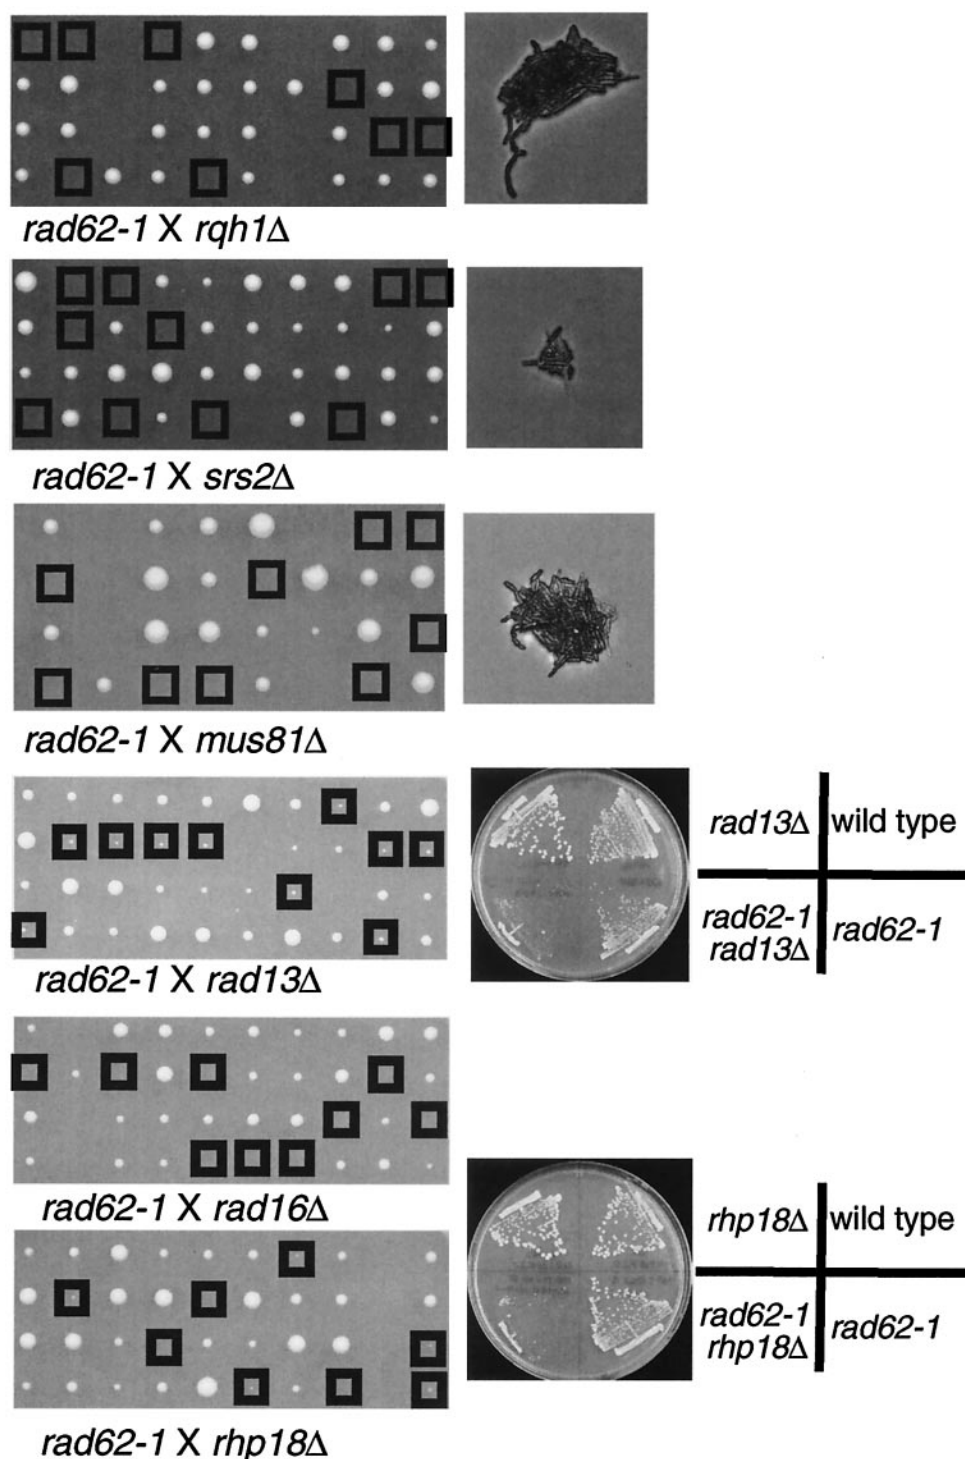 rad62-1 X rqh1Δ
rad62-1 X srs2Δ
rad62-1 X mus81Δ
rad13Δ wild type
rad62-1 rad62-1
rad13Δ
rad62-1 X rad13Δ
rad62-1 X rad16Δ
rhp18Δ wild type
rad62-1 rad62-1
rhp18Δ
rad62-1 X rhp18Δ